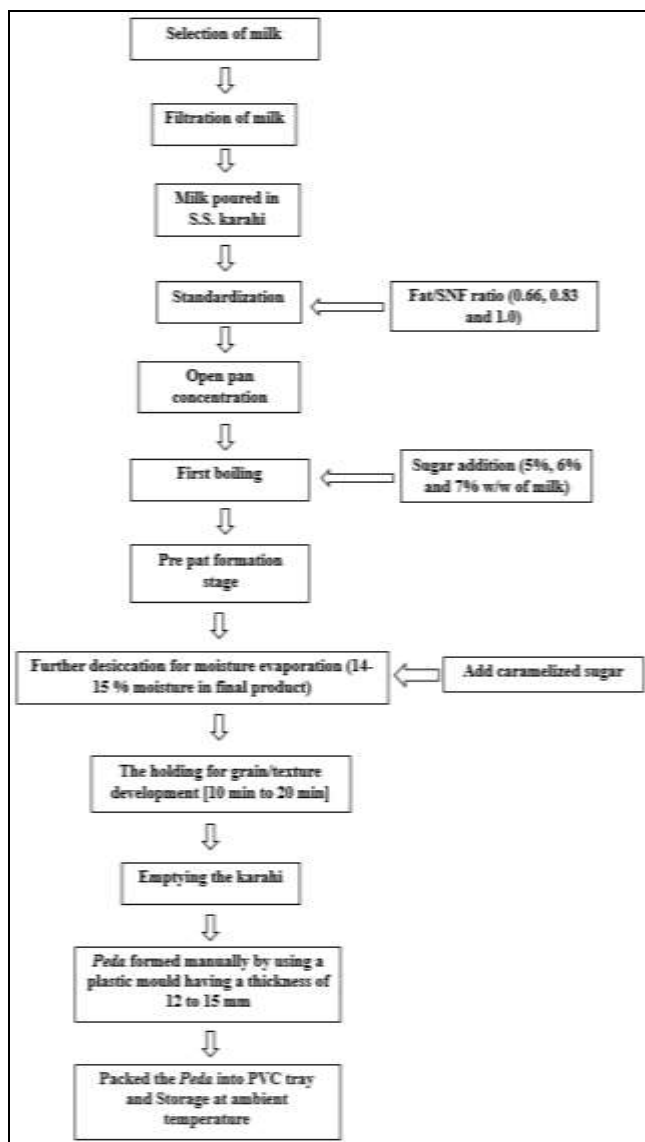 Selection of milk
Filtration of milk
Milk poured in
S.S. karahi
Standardization
Fat/SNF ratio (0.66, 0.83
and 1.0)
Open pan
concentration
First boiling
Sugar addition (5%, 6%
and 7% w/w of milk)
Pre pat formation
stage
Further desiccation for moisture evaporation (14-
15 % moisture in final product)
Add caramelized sugar
The holding for grain/texture
development [10 min to 20 min]
Emptying the karahi
Peda formed manually by using a
plastic mould having a thickness of
12 to 15 mm
Packed the Peda into PVC tray
and Storage at ambient
temperature